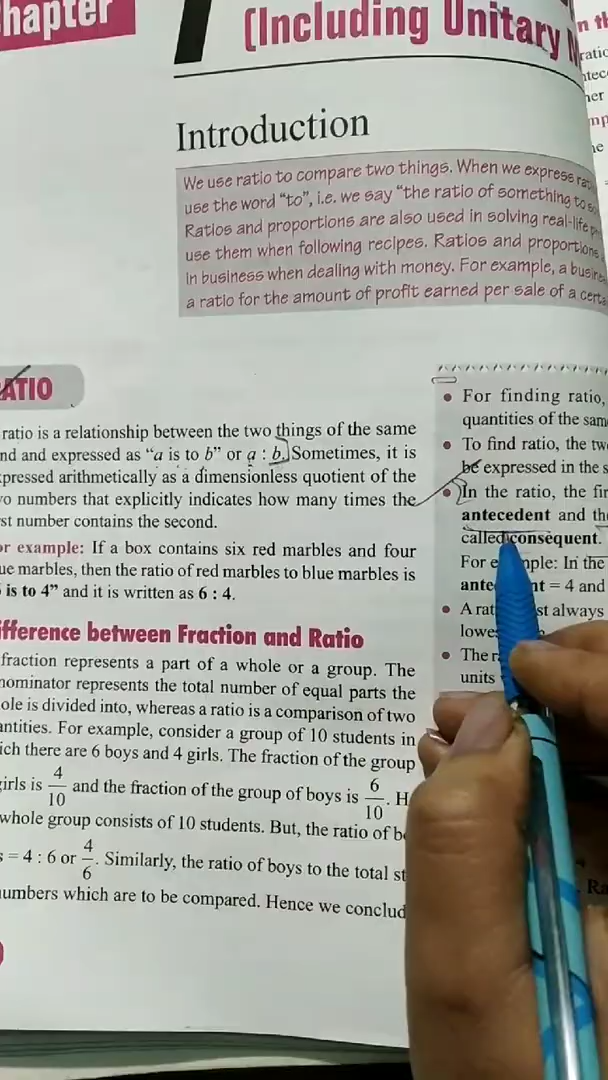 Chapter
7
(Including Unitary
Introduction
We use ratio to compare two things. When we express
use the word "to", i.e. we say "the ratio of something to
Ratios and proportions are also used in solving real-life
use them when following recipes. Ratios and proportions
in business when dealing with money. For example, a
a ratio for the amount of profit earned per sale of a
ATIO
ratio is a relationship between the two things of the same
nd and expressed as "a is to b" or a : b. Sometimes, it is
pressed arithmetically as a dimensionless quotient of the
o numbers that explicitly indicates how many times the
st number contains the second.
or example: If a box contains six red marbles and four
ue marbles, then the ratio of red marbles to blue marbles is
is to 4" and it is written as 6 : 4.
ifference between Fraction and Ratio
fraction represents a part of a whole or a group. The
nominator represents the total number of equal parts the
ole is divided into, whereas a ratio is a comparison of two
antities. For example, consider a group of 10 students in
ich there are 6 boys and 4 girls. The fraction of the group
girls is 4/10 and the fraction of the group of boys is 6/10. H
whole group consists of 10 students. But, the ratio of
s = 4 : 6 or 4/6. Similarly, the ratio of boys to the total st
numbers which are to be compared. Hence we conclud
• For finding ratio,
quantities of the sam
• To find ratio, the tw
be expressed in the s
• In the ratio, the fir
antecedent and the
called consequent.
For In the
= 4 and
• A always
lowe
• The
units